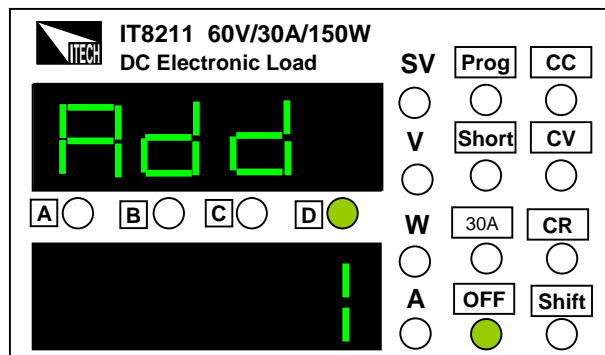 ITECH
IT8211 60V/30A/150W
DC Electronic Load
SV Prog CC
Add
V Short CV
A B C D
W 30A CR
1
A OFF Shift